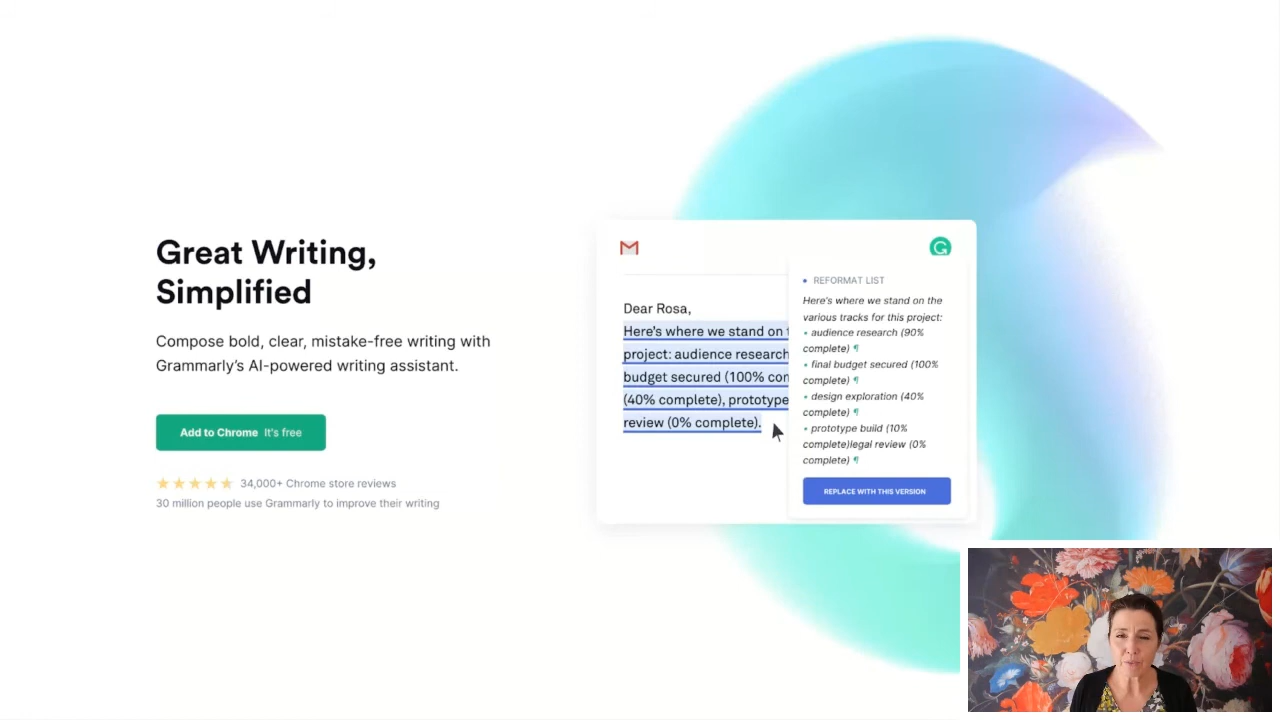 Great Writing,
Simplified
Compose bold, clear, mistake-free writing with
Grammarly's AI-powered writing assistant.
Add to Chrome It's free
34,000+ Chrome store reviews
30 million people use Grammarly to improve their writing
Dear Rosa,
Here's where we stand on
project: audience research
budget secured (100% con
(40% complete), prototype
review (0% complete).
• REFORMAT LIST
Here's where we stand on the
various tracks for this project:
• audience research (90%
complete) ¶
• final budget secured (100%
complete) ¶
• design exploration (40%
complete) ¶
• prototype build (10%
complete)legal review (0%
complete) ¶
REPLACE WITH THIS VERSION